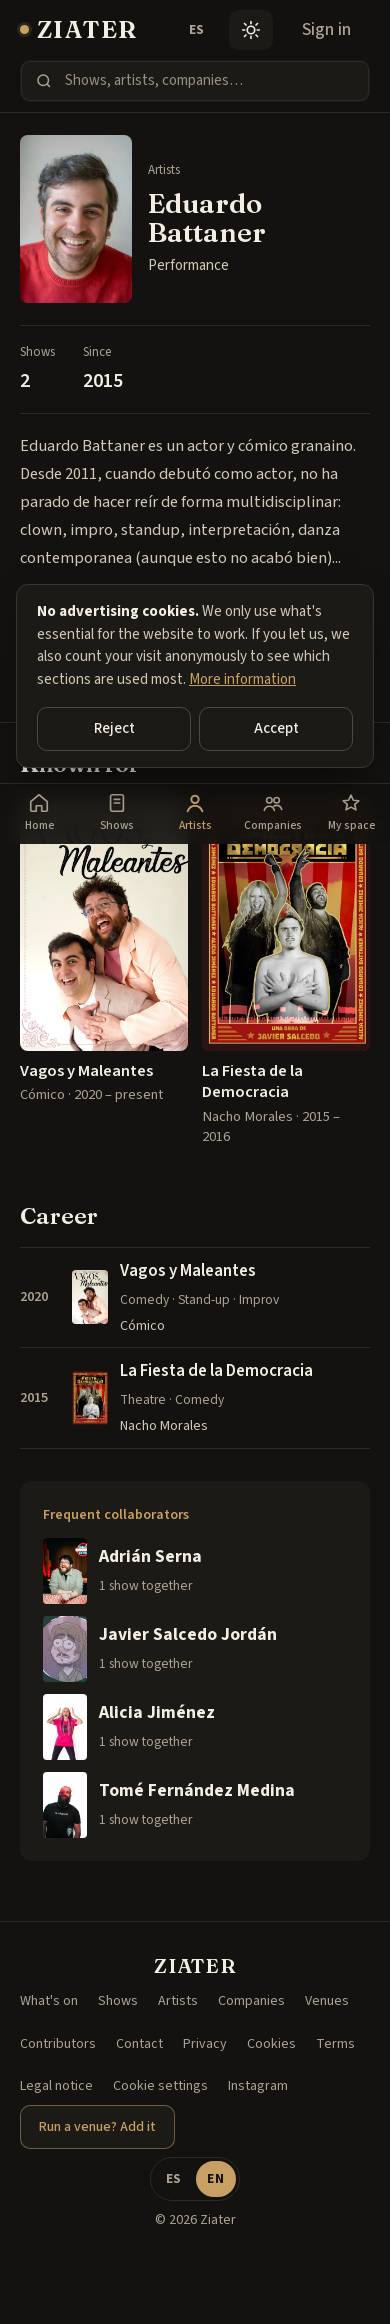 ZIATER
ES
Sign in
Shows, artists, companies…
Artists
Eduardo
Battaner
Performance
Shows
Since
2
2015
Eduardo Battaner es un actor y cómico granaino.
Desde 2011, cuando debutó como actor, no ha
parado de hacer reír de forma multidisciplinar:
clown, impro, standup, interpretación, danza
contemporanea (aunque esto no acabó bien)...
No advertising cookies. We only use what's
essential for the website to work. If you let us, we
also count your visit anonymously to see which
sections are used most. More information
Reject
Accept
Known for
Home
Shows
Artists
Companies
My space
Maleantes
DEMOCRACIA
UNA OBRA DE
JAVIER SALCEDO
Vagos y Maleantes
Cómico · 2020 – present
La Fiesta de la
Democracia
Nacho Morales · 2015 –
2016
Career
2020
Vagos y Maleantes
Comedy · Stand-up · Improv
Cómico
2015
La Fiesta de la Democracia
Theatre · Comedy
Nacho Morales
Frequent collaborators
Adrián Serna
1 show together
Javier Salcedo Jordán
1 show together
Alicia Jiménez
1 show together
Tomé Fernández Medina
1 show together
ZIATER
What's on
Shows
Artists
Companies
Venues
Contributors
Contact
Privacy
Cookies
Terms
Legal notice
Cookie settings
Instagram
Run a venue? Add it
ES
EN
© 2026 Ziater